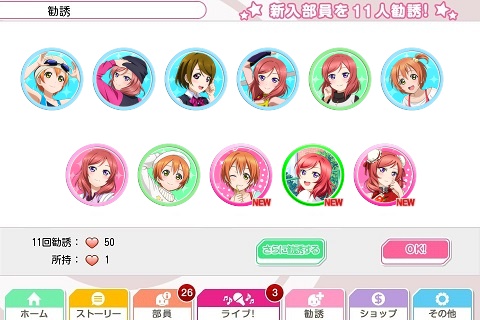 勧誘
新入部員を11人勧誘!
NEW
NEW
NEW
11回勧誘： 50
所持： 1
さらに勧誘する
OK!
26
3
ホーム
ストーリー
部員
ライブ!
勧誘
ショップ
その他